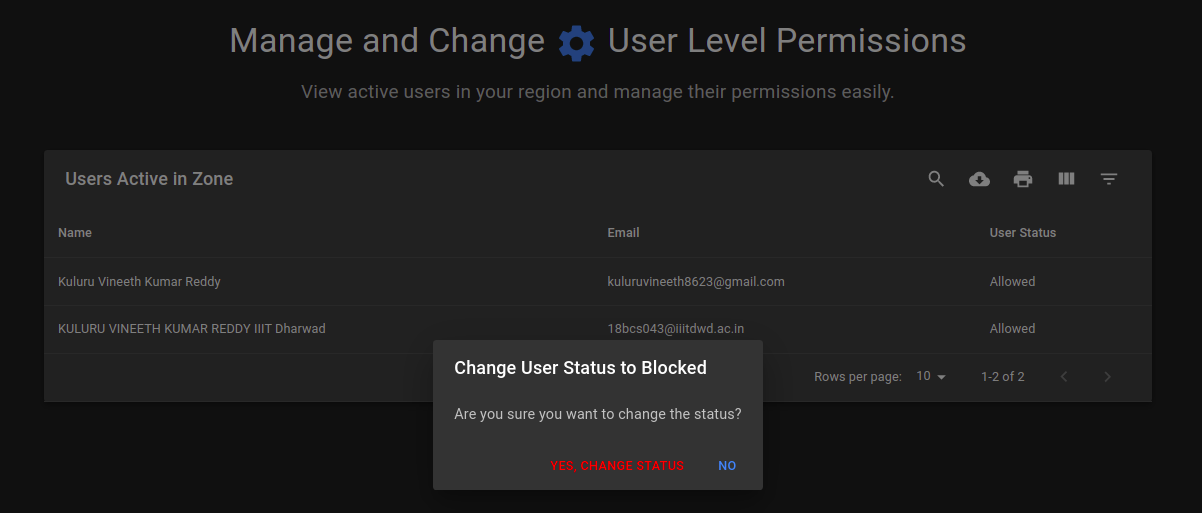 Manage and Change User Level Permissions
View active users in your region and manage their permissions easily.
Users Active in Zone
Name Email User Status
Kuluru Vineeth Kumar Reddy kuluruvineeth8623@gmail.com Allowed
KULURU VINEETH KUMAR REDDY IIIT Dharwad 18bcs043@iiitdwd.ac.in Allowed
Rows per page: 10 1-2 of 2
Change User Status to Blocked
Are you sure you want to change the status?
YES, CHANGE STATUS NO